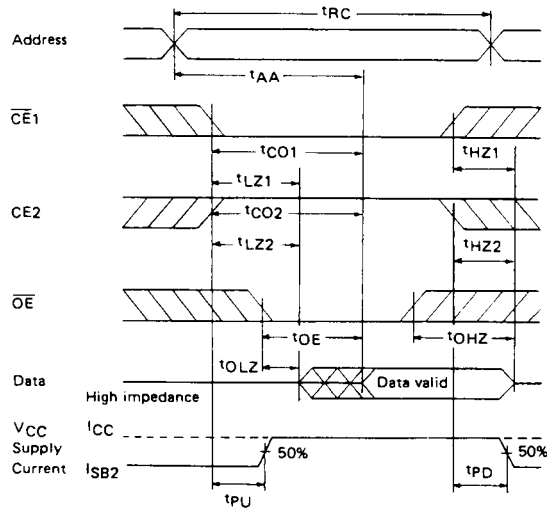 tRC
Address
tAA
CE1
tCO1
tHZ1
tLZ1
CE2
tCO2
tLZ2
tHZ2
OE
tOE
tOHZ
tOLZ
Data
Data valid
High impedance
VCC ICC
Supply
50%
50%
Current ISB2
tPU
tPD